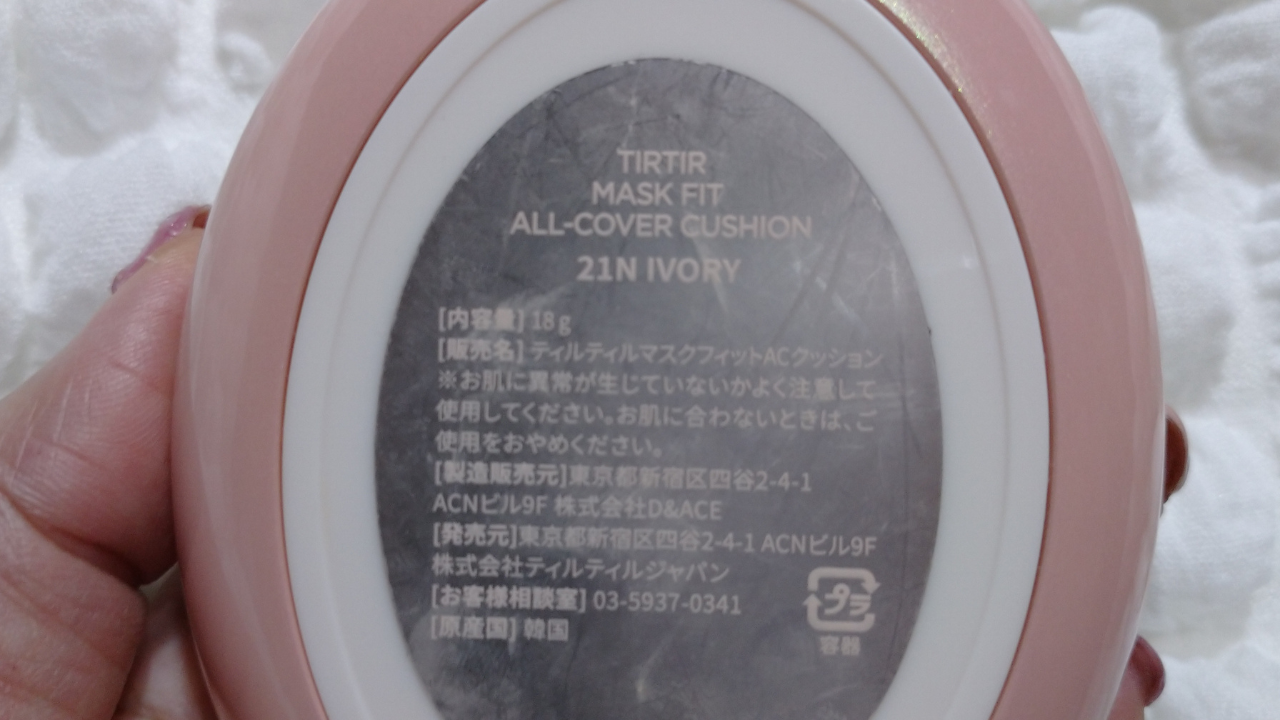 TIRTIR
MASK FIT
ALL-COVER CUSHION
21N IVORY
[内容量] 18g
[販売名] ティルティルマスクフィットACクッション
※お肌に異常が生じていないかよく注意して
使用してください。お肌に合わないときは、ご
使用をおやめください。
[製造販売元]東京都新宿区四谷2-4-1
ACNビル9F 株式会社D&ACE
[発売元]東京都新宿区四谷2-4-1 ACNビル9F
株式会社ティルティルジャパン
[お客様相談室] 03-5937-0341
[原産国] 韓国
プラ
容器